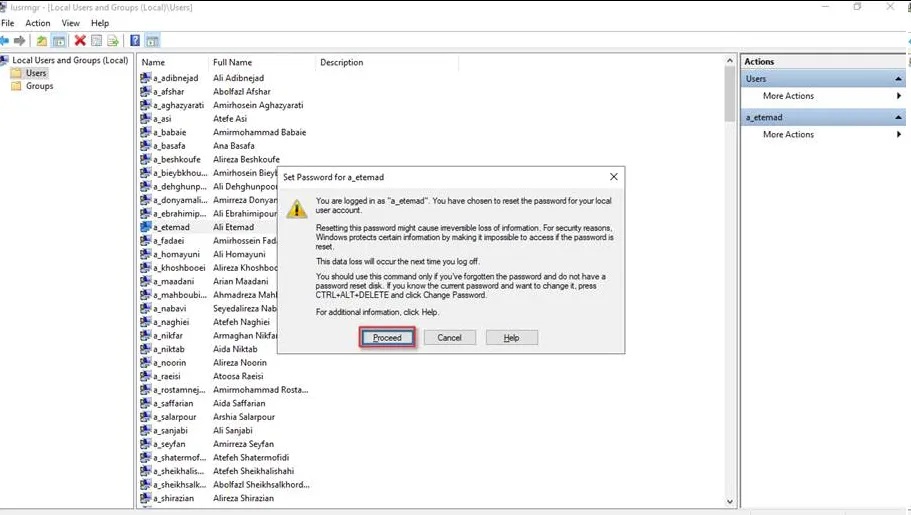 lusrmgr - [Local Users and Groups (Local)\Users]
File Action View Help
Local Users and Groups (Local)
Users
Groups
Name Full Name Description
a_adibnejad Ali Adibnejad
a_afshar Abolfazl Afshar
a_aghazyarati Amirhosein Aghazyarati
a_asi Atefe Asi
a_babaie Amirmohammad Babaie
a_basafa Ana Basafa
a_beshkoufe Alireza Beshkoufe
a_bieybkhou...
a_dehghunp... Ali Dehghunpoor
a_donyamali... Amirreza Donyam
a_ebrahimip... Ali Ebrahimipour
a_etemad Ali Etemad
a_fadaei Amirhossein Fada
a_homayuni Ali Homayuni
a_khoshbooei Alireza Khoshboo
a_maadani Arian Maadani
a_mahboubi... Ahmadreza Mahb
a_nabavi Seyedalireza Nab
a_naghiei Atefeh Naghiei
a_nikfar Armaghan Nikfar
a_niktab Aida Niktab
a_noorin Alireza Noorin
a_raeisi Atoosa Raeisi
a_rostamnej... Amirmohammad Rosta...
a_saffarian Aida Saffarian
a_salarpour Arshia Salarpour
a_sanjabi Ali Sanjabi
a_seyfan Amirreza Seyfan
a_shatermof... Atefeh Shatermofidi
a_sheikhalis... Atefeh Sheikhalishahi
a_sheikhsalk... Abolfazl Sheikhsalkhord...
a_shirazian Alireza Shirazian
Set Password for a_etemad
You are logged in as "a_etemad". You have chosen to reset the password for your local
user account.
Resetting this password might cause irreversible loss of information. For security reasons,
Windows protects certain information by making it impossible to access if the password is
reset.
This data loss will occur the next time you log off.
You should use this command only if you've forgotten the password and do not have a
password reset disk. If you know the current password and want to change it, press
CTRL+ALT+DELETE and click Change Password.
For additional information, click Help.
Proceed Cancel Help
Actions
Users
More Actions
a_etemad
More Actions